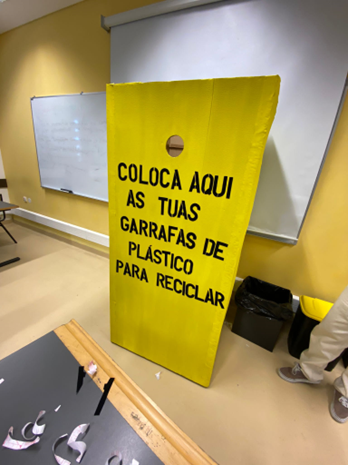 COLOCA AQUI
AS TUAS
GARRAFAS DE
PLÁSTICO
PARA RECICLAR